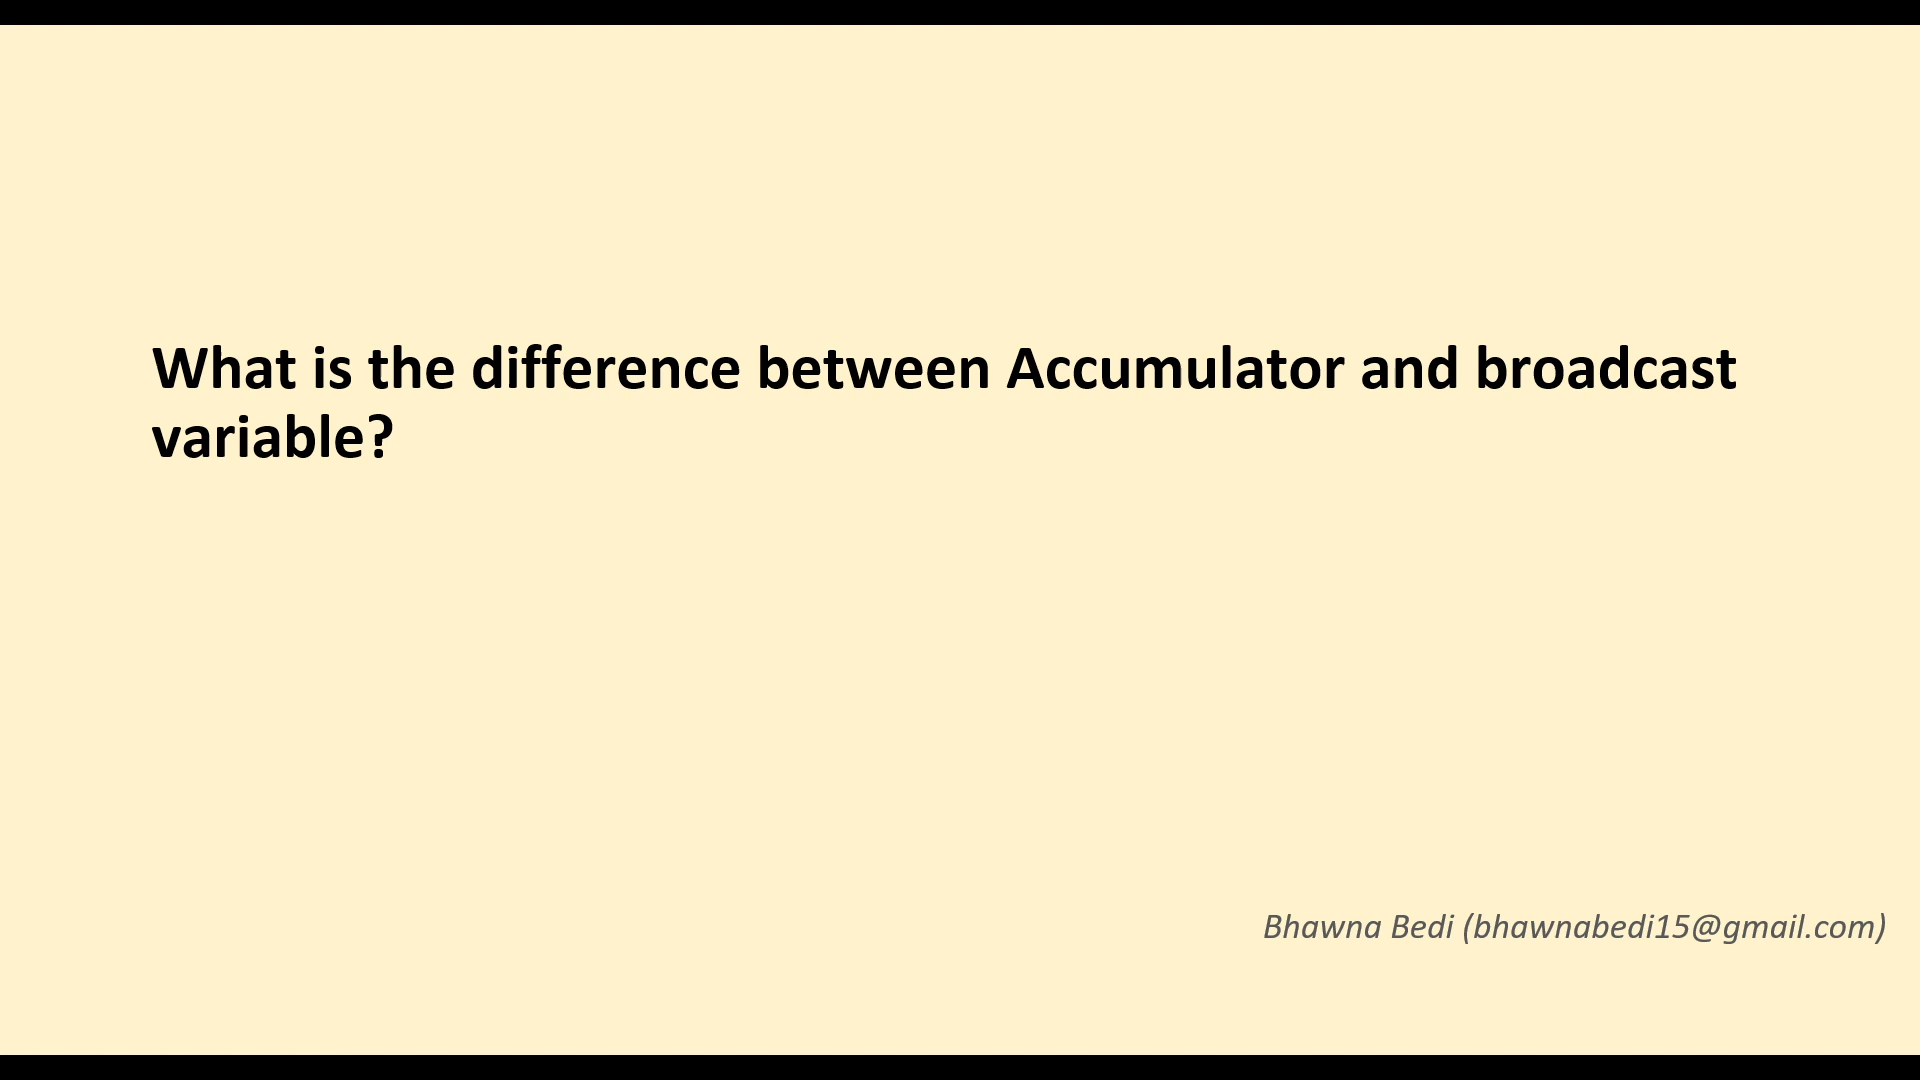 What is the difference between Accumulator and broadcast
variable?
Bhawna Bedi (bhawnabedi15@gmail.com)